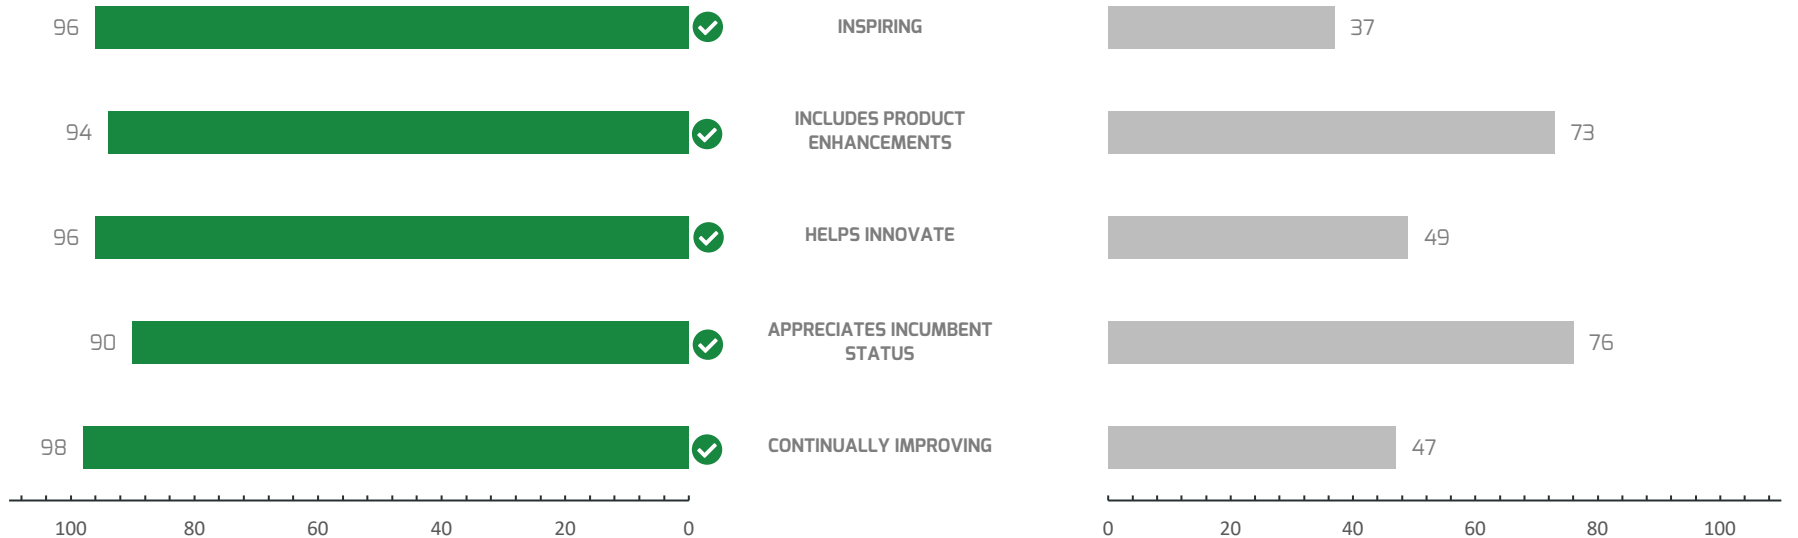 96 INSPIRING 37
94 INCLUDES PRODUCT ENHANCEMENTS 73
96 HELPS INNOVATE 49
90 APPRECIATES INCUMBENT STATUS 76
98 CONTINUALLY IMPROVING 47
100 80 60 40 20 0 0 20 40 60 80 100